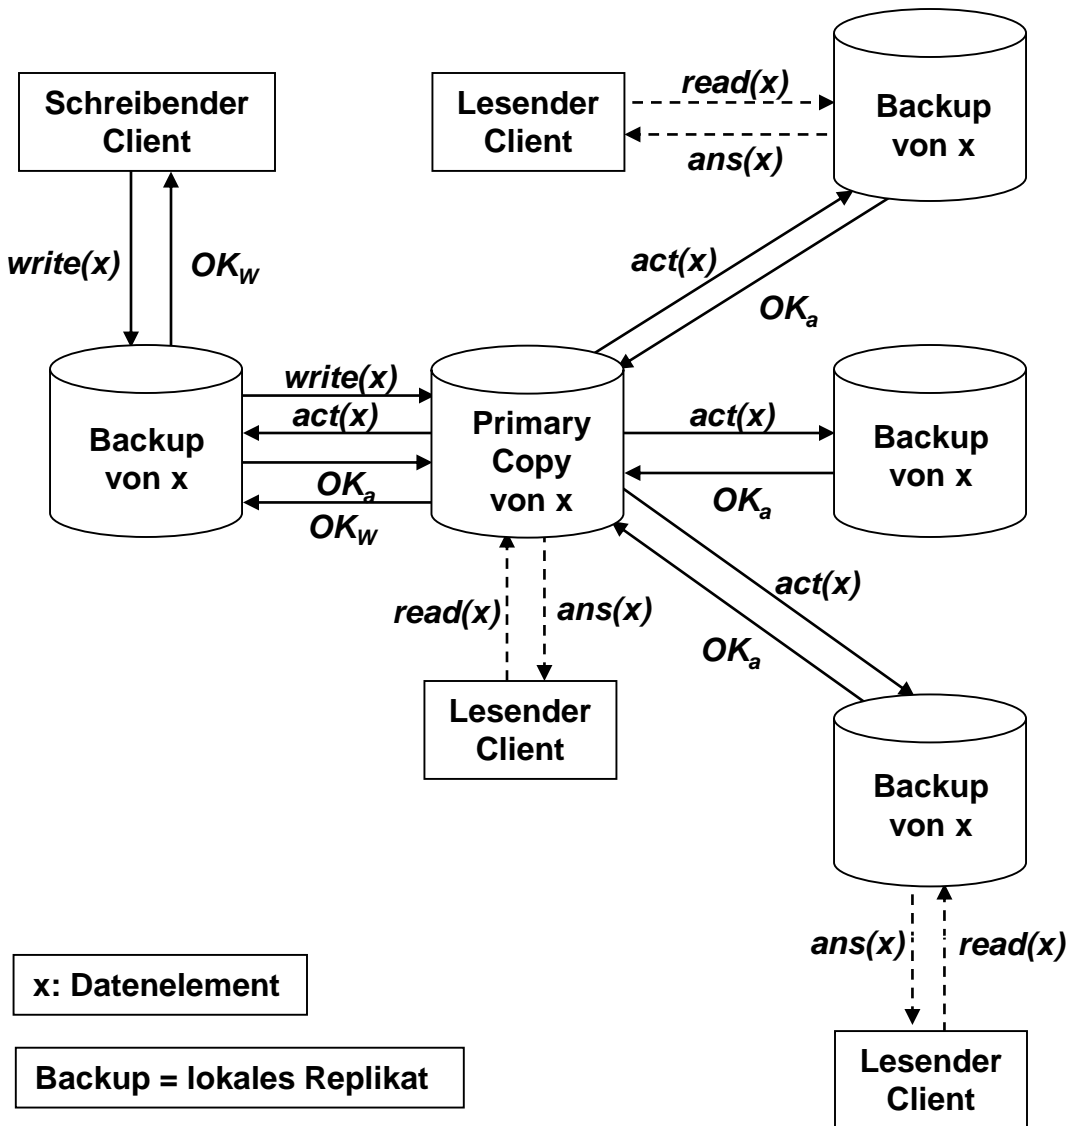 Schreibender
Client
Lesender
Client
read(x)
ans(x)
Backup
von x
write(x)
OKW
act(x)
OKa
Backup
von x
write(x)
act(x)
OKa
OKW
Primary
Copy
von x
act(x)
OKa
Backup
von x
read(x)
ans(x)
Lesender
Client
act(x)
OKa
Backup
von x
ans(x)
read(x)
Lesender
Client
x: Datenelement
Backup = lokales Replikat